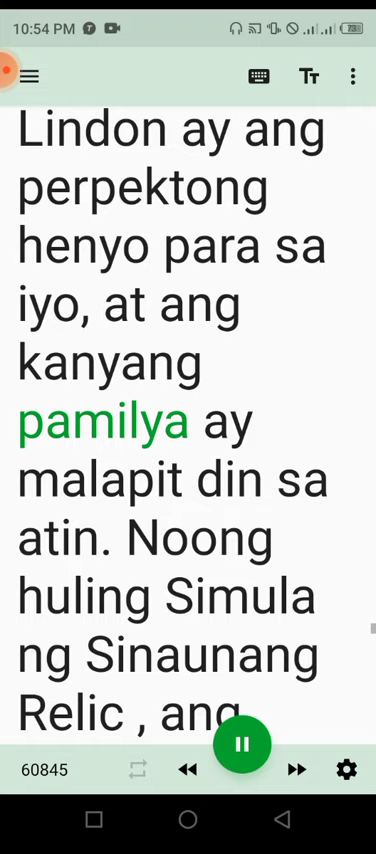 10:54 PM
73
Lindon ay ang
perpektong
henyo para sa
iyo, at ang
kanyang
pamilya ay
malapit din sa
atin. Noong
huling Simula
ng Sinaunang
Relic , ang
60845